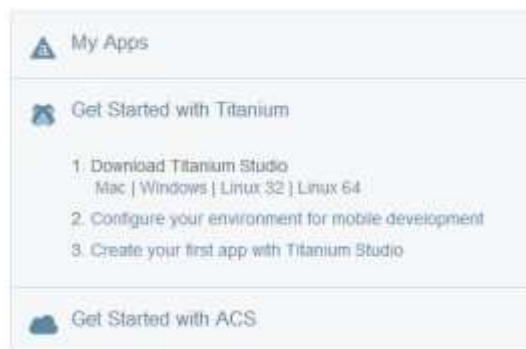 My Apps
Get Started with Titanium
1. Download Titanium Studio
Mac | Windows | Linux 32 | Linux 64
2. Configure your environment for mobile development
3. Create your first app with Titanium Studio
Get Started with ACS